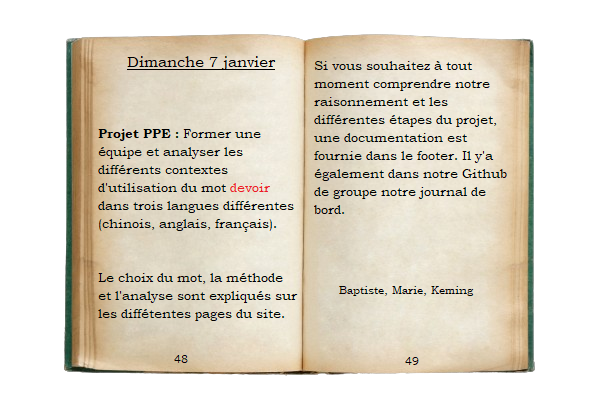 Dimanche 7 janvier
Projet PPE : Former une
équipe et analyser les
différents contextes
d'utilisation du mot devoir
dans trois langues différentes
(chinois, anglais, français).
Le choix du mot, la méthode
et l'analyse sont expliqués sur
les diffétentes pages du site.
48
Si vous souhaitez à tout
moment comprendre notre
raisonnement et les
différentes étapes du projet,
une documentation est
fournie dans le footer. Il y'a
également dans notre Github
de groupe notre journal de
bord.
Baptiste, Marie, Keming
49